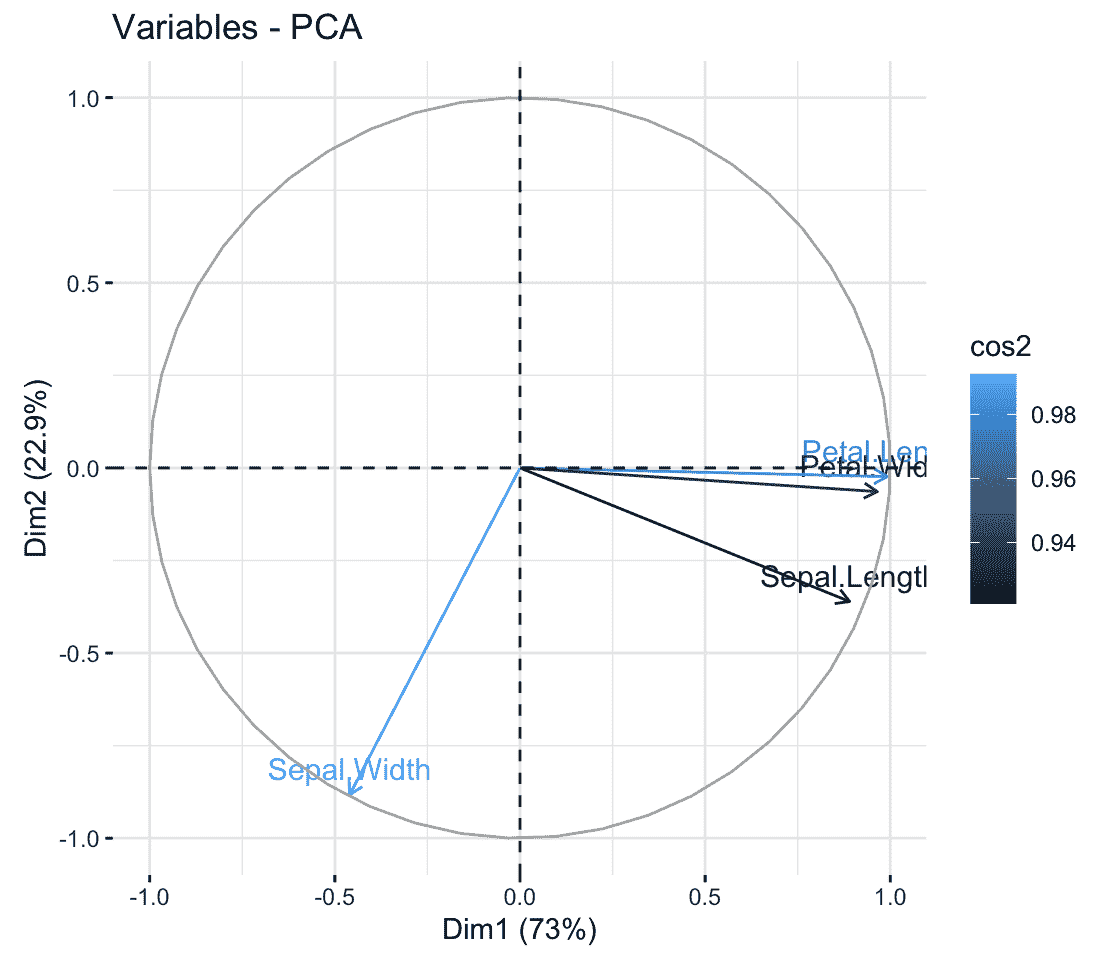 Variables - PCA
1.0
0.5
0.0
-0.5
-1.0
Dim2 (22.9%)
Petal.Len
Petal.Wid
Sepal.Lengtl
Sepal.Width
-1.0 -0.5 0.0 0.5 1.0
Dim1 (73%)
cos2
0.98
0.96
0.94